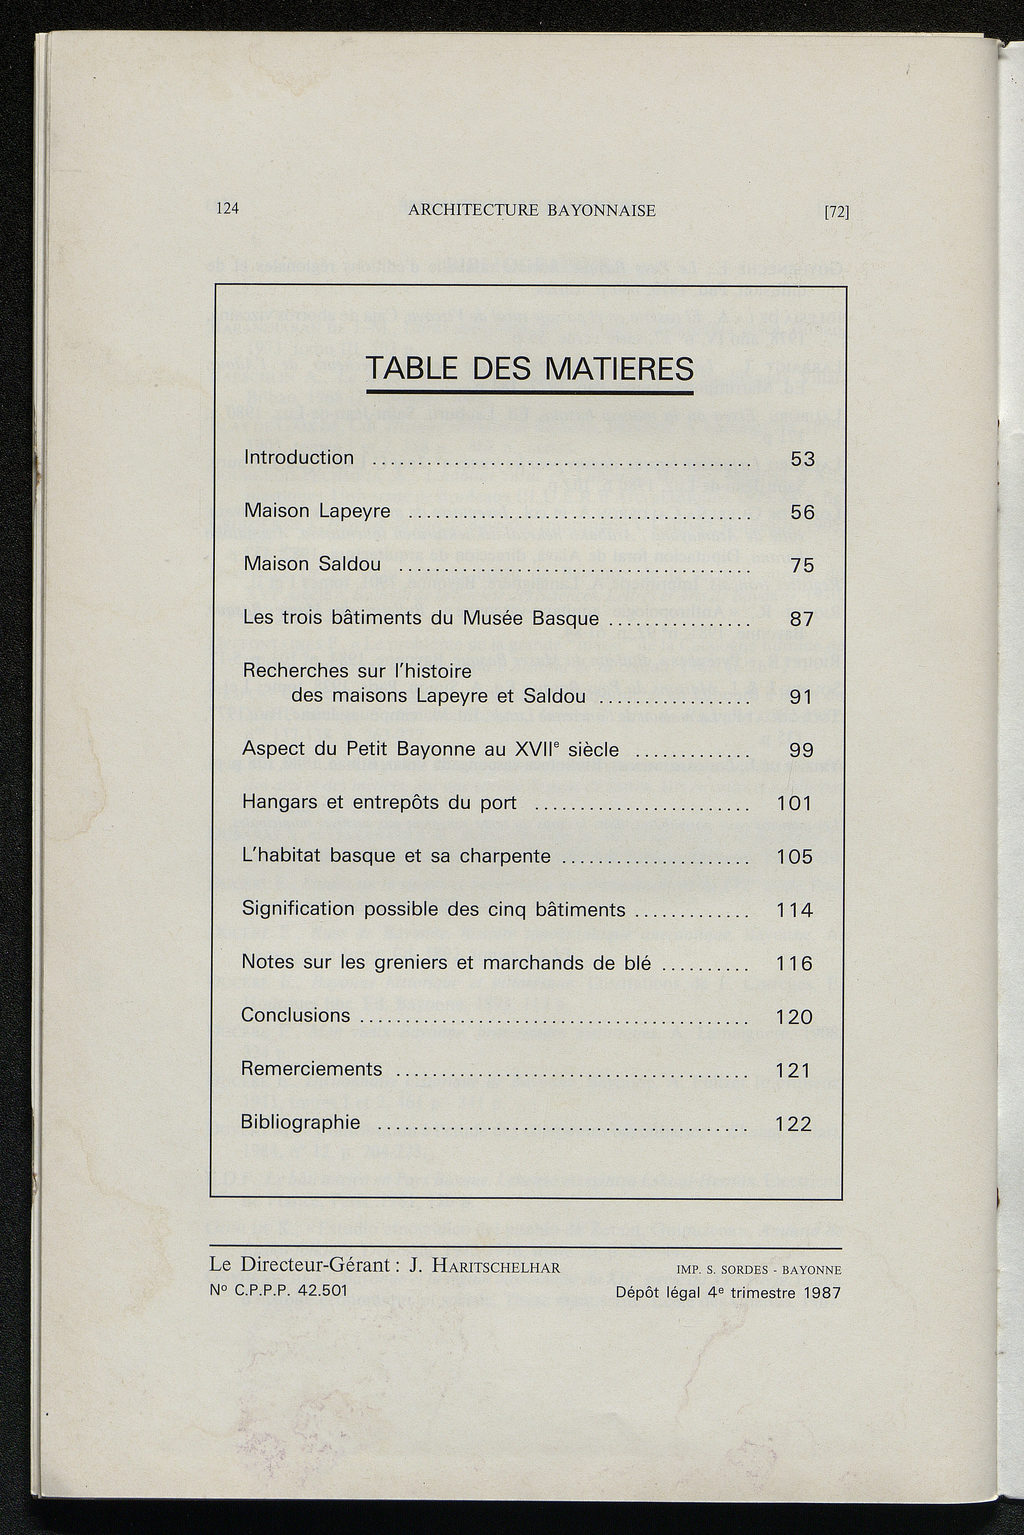 124 ARCHITECTURE BAYONNAISE [72]
TABLE DES MATIERES
Introduction ........................................ 53
Maison Lapeyre ..................................... 56
Maison Saldou ...................................... 75
Les trois bâtiments du Musée Basque ................ 87
Recherches sur l'histoire
des maisons Lapeyre et Saldou ................. 91
Aspect du Petit Bayonne au XVIIe siècle ............. 99
Hangars et entrepôts du port ........................ 101
L'habitat basque et sa charpente ..................... 105
Signification possible des cinq bâtiments ............. 114
Notes sur les greniers et marchands de blé .......... 116
Conclusions .......................................... 120
Remerciements ...................................... 121
Bibliographie ........................................ 122
Le Directeur-Gérant : J. HARITSCHELHAR IMP. S. SORDES - BAYONNE
No C.P.P.P. 42.501 Dépôt légal 4e trimestre 1987